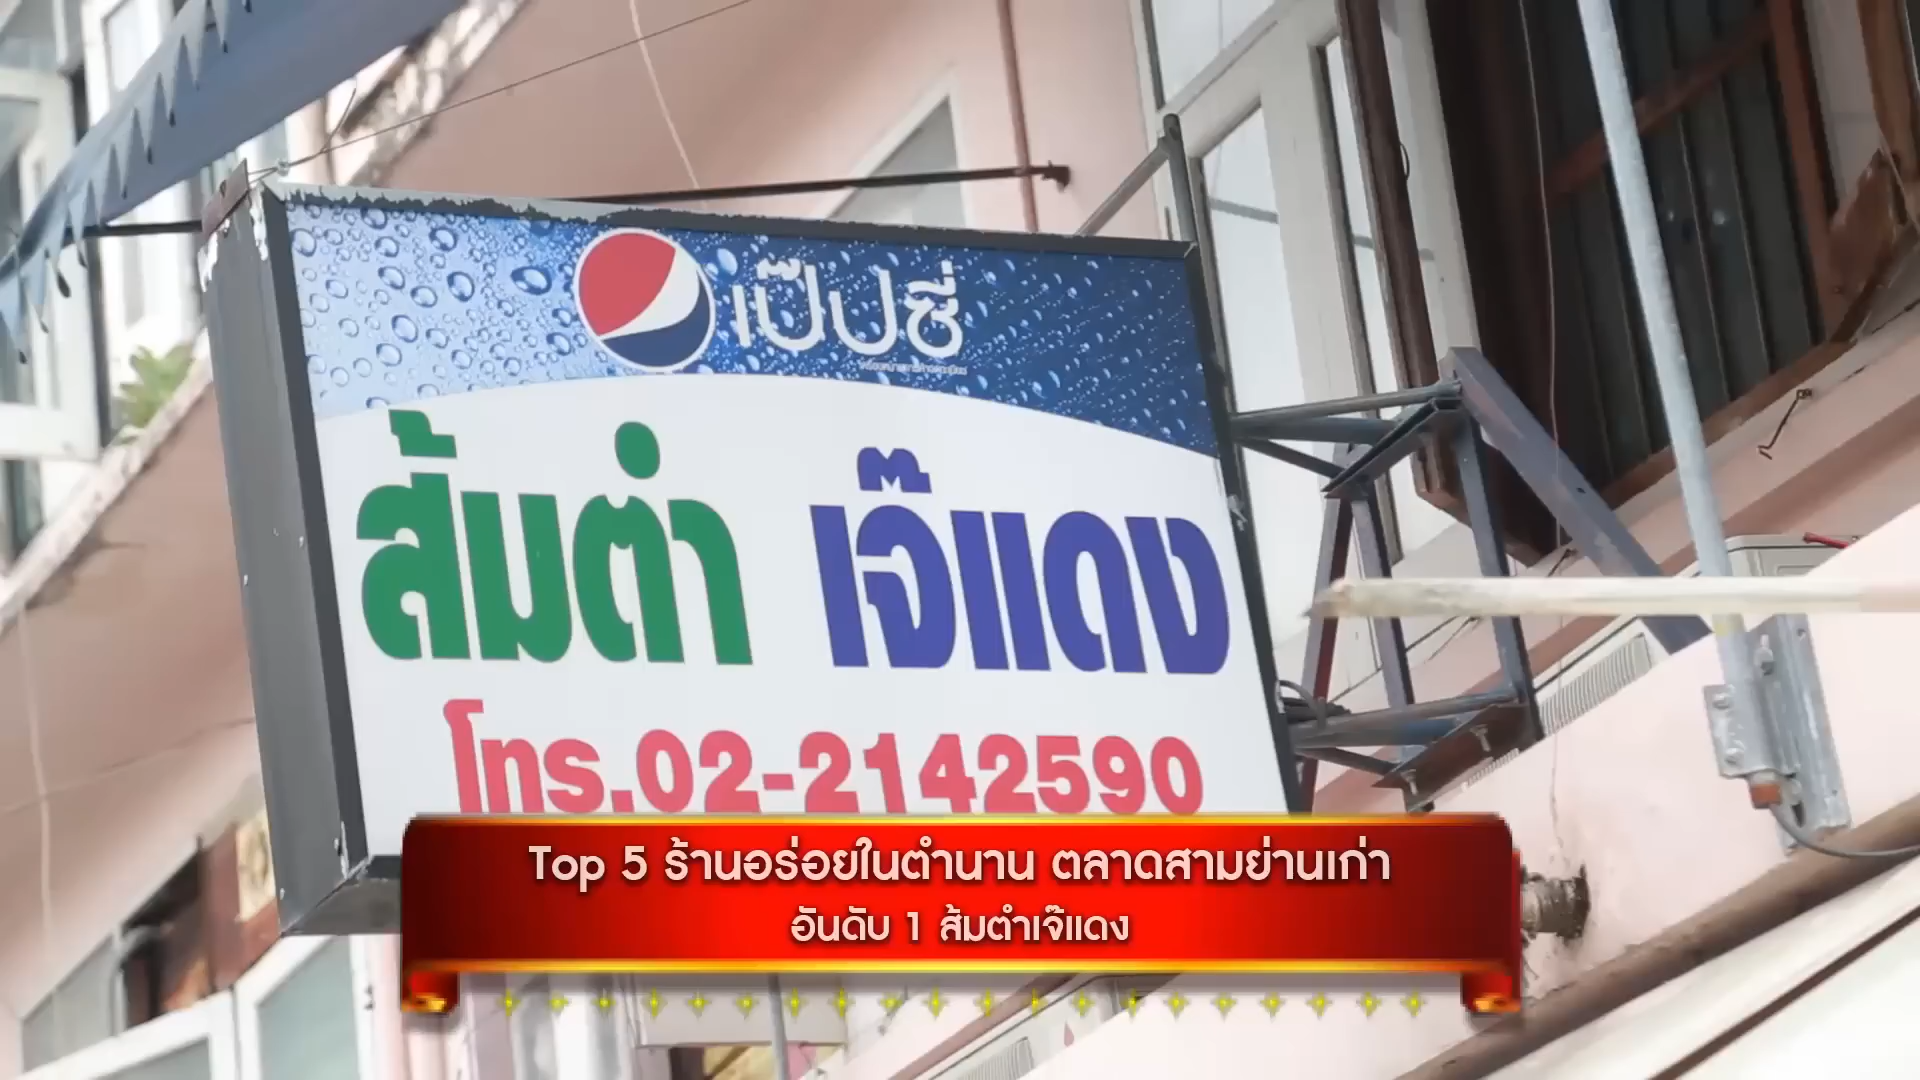 เป๊ปซี่
ส้มตำ เจ๊แดง
โทร.02-2142590
Top 5 ร้านอร่อยในตำนาน ตลาดสามย่านเก่า
อันดับ 1 ส้มตำเจ๊แดง